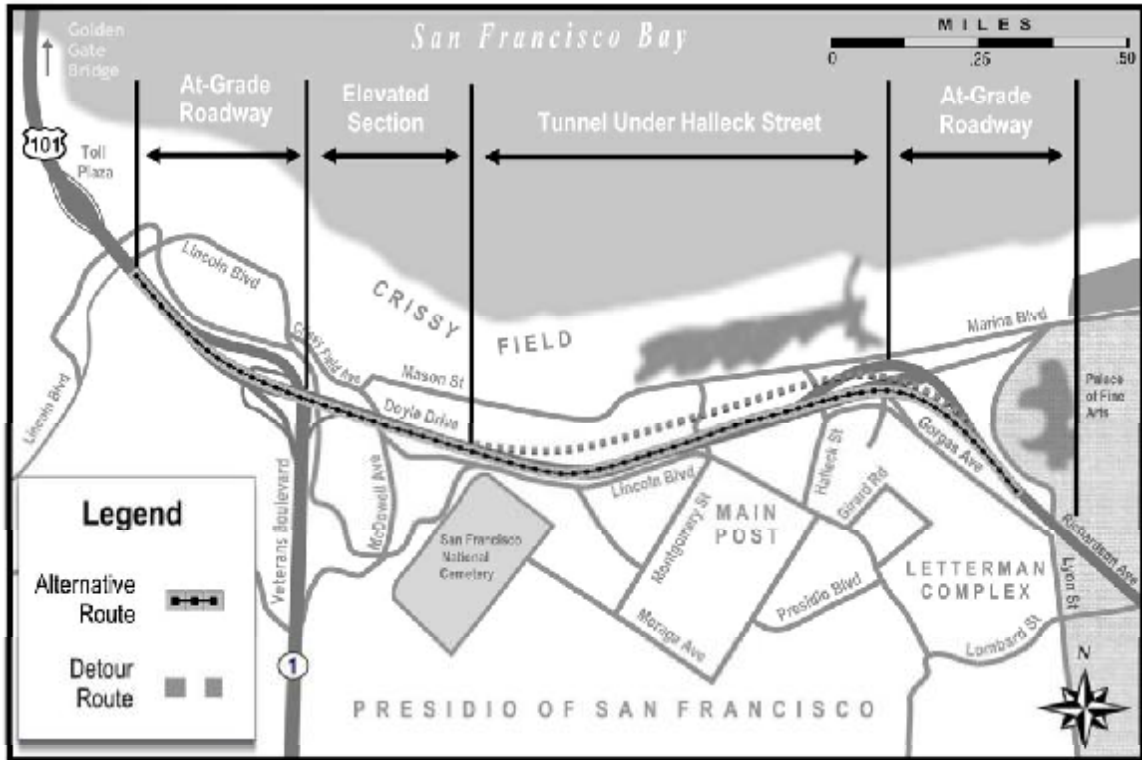 San Francisco Bay
MILES
0 .25 .50
Golden
Gate
Bridge
At-Grade
Roadway
Elevated
Section
Tunnel Under Halleck Street
At-Grade
Roadway
101
Toll
Plaza
Lincoln Blvd
Lincoln Blvd
CRISSY
FIELD
Crissy Field Ave
Mason St
Doyle Drive
Marina Blvd
Palace
of Fine
Arts
Gorgas Ave
Halleck St
Girard Rd
Lincoln Blvd
Montgomery St
MAIN
POST
McDowell Ave
Veterans Boulevard
San Francisco
National
Cemetery
Moraga Ave
Presidio Blvd
LETTERMAN
COMPLEX
Lyon St
Richardson Ave
Lombard St
1
N
PRESIDIO OF SAN FRANCISCO
Legend
Alternative
Route
Detour
Route